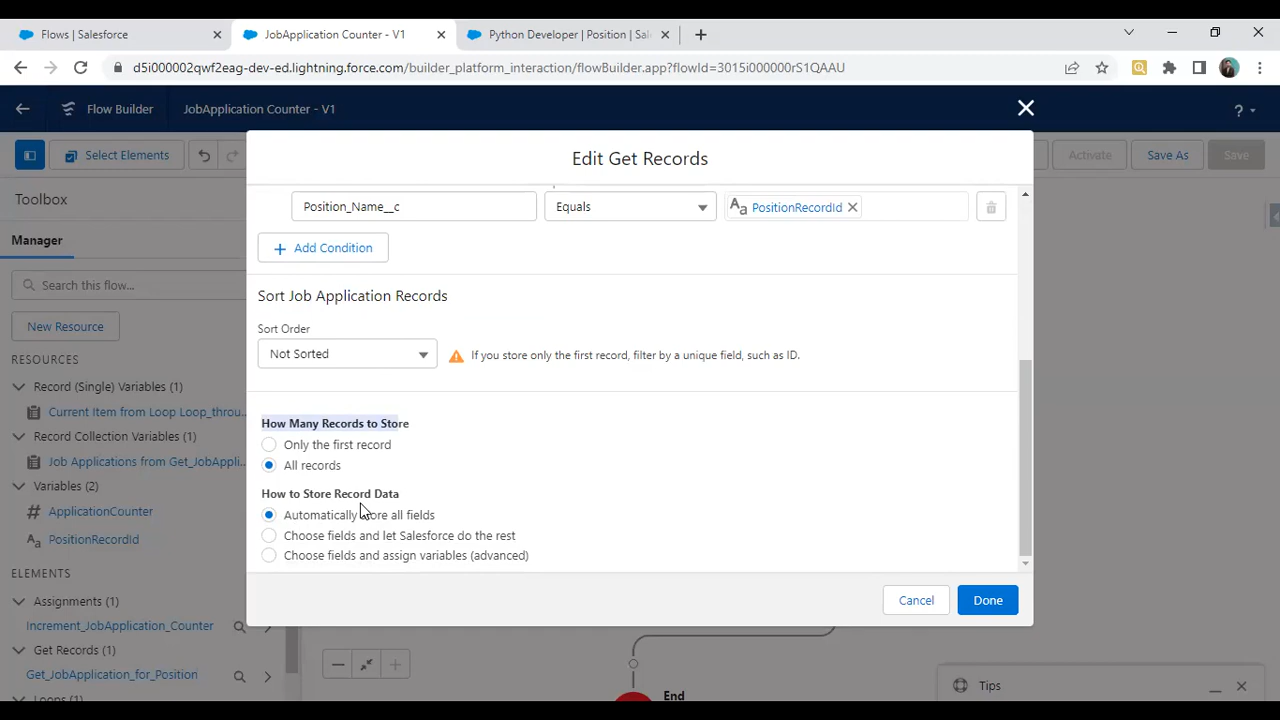 Flows | Salesforce
JobApplication Counter - V1
Python Developer | Position | Sal
d5i000002qwf2eag-dev-ed.lightning.force.com/builder_platform_interaction/flowBuilder.app?flowId=3015i000000rS1QAAU
Flow Builder
JobApplication Counter - V1
?
Select Elements
Activate
Save As
Save
Edit Get Records
Toolbox
Manager
Search this flow...
New Resource
RESOURCES
Record (Single) Variables (1)
Current Item from Loop Loop_throu...
Record Collection Variables (1)
Job Applications from Get_JobAppli...
Variables (2)
# ApplicationCounter
Aa PositionRecordId
ELEMENTS
Assignments (1)
Increment_JobApplication_Counter
Get Records (1)
Get_JobApplication_for_Position
Loops (1)
Position_Name__c
Equals
Aa PositionRecordId
+ Add Condition
Sort Job Application Records
Sort Order
Not Sorted
If you store only the first record, filter by a unique field, such as ID.
How Many Records to Store
Only the first record
All records
How to Store Record Data
Automatically store all fields
Choose fields and let Salesforce do the rest
Choose fields and assign variables (advanced)
Cancel
Done
End
Tips